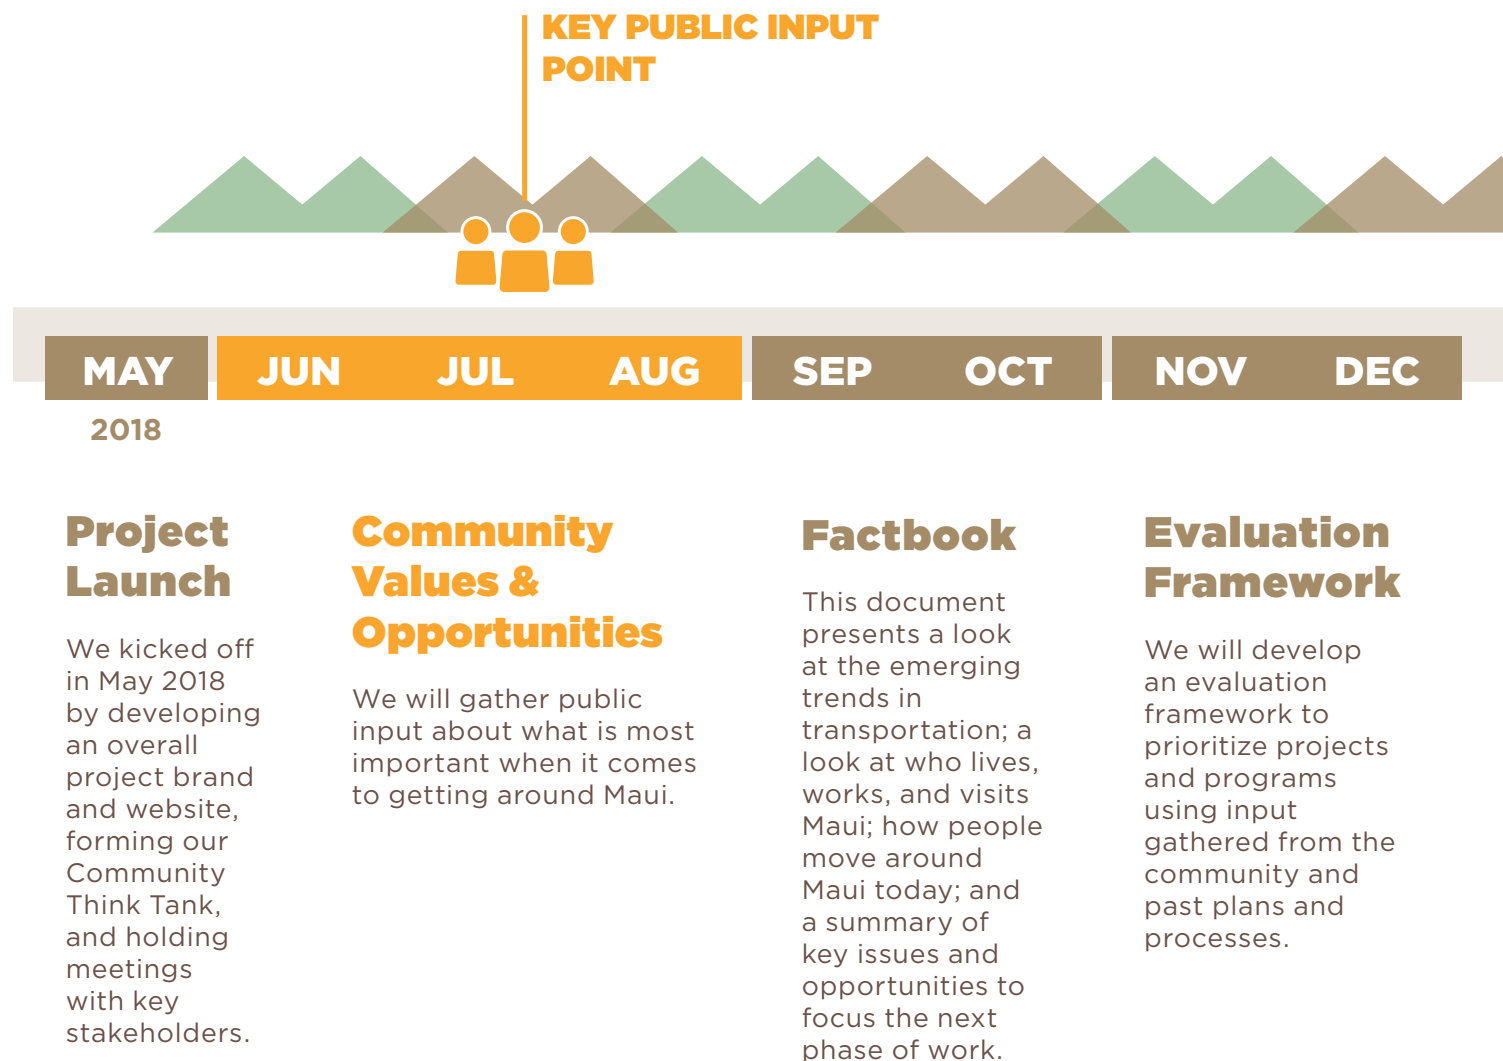 KEY PUBLIC INPUT
POINT
MAY JUN JUL AUG SEP OCT NOV DEC
2018
Project
Launch
We kicked off
in May 2018
by developing
an overall
project brand
and website,
forming our
Community
Think Tank,
and holding
meetings
with key
stakeholders.
Community
Values &
Opportunities
We will gather public
input about what is most
important when it comes
to getting around Maui.
Factbook
This document
presents a look
at the emerging
trends in
transportation; a
look at who lives,
works, and visits
Maui; how people
move around
Maui today; and
a summary of
key issues and
opportunities to
focus the next
phase of work.
Evaluation
Framework
We will develop
an evaluation
framework to
prioritize projects
and programs
using input
gathered from the
community and
past plans and
processes.